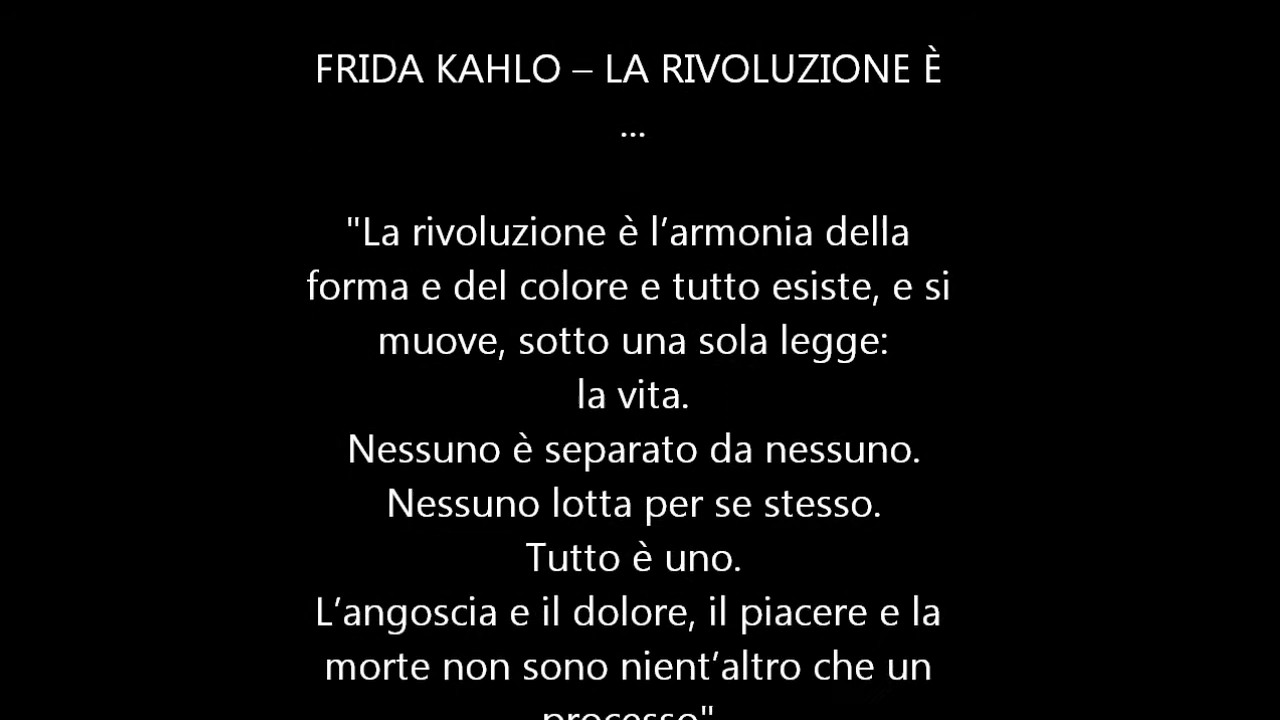 FRIDA KAHLO – LA RIVOLUZIONE È
...
"La rivoluzione è l’armonia della
forma e del colore e tutto esiste, e si
muove, sotto una sola legge:
la vita.
Nessuno è separato da nessuno.
Nessuno lotta per se stesso.
Tutto è uno.
L’angoscia e il dolore, il piacere e la
morte non sono nient’altro che un
processo"